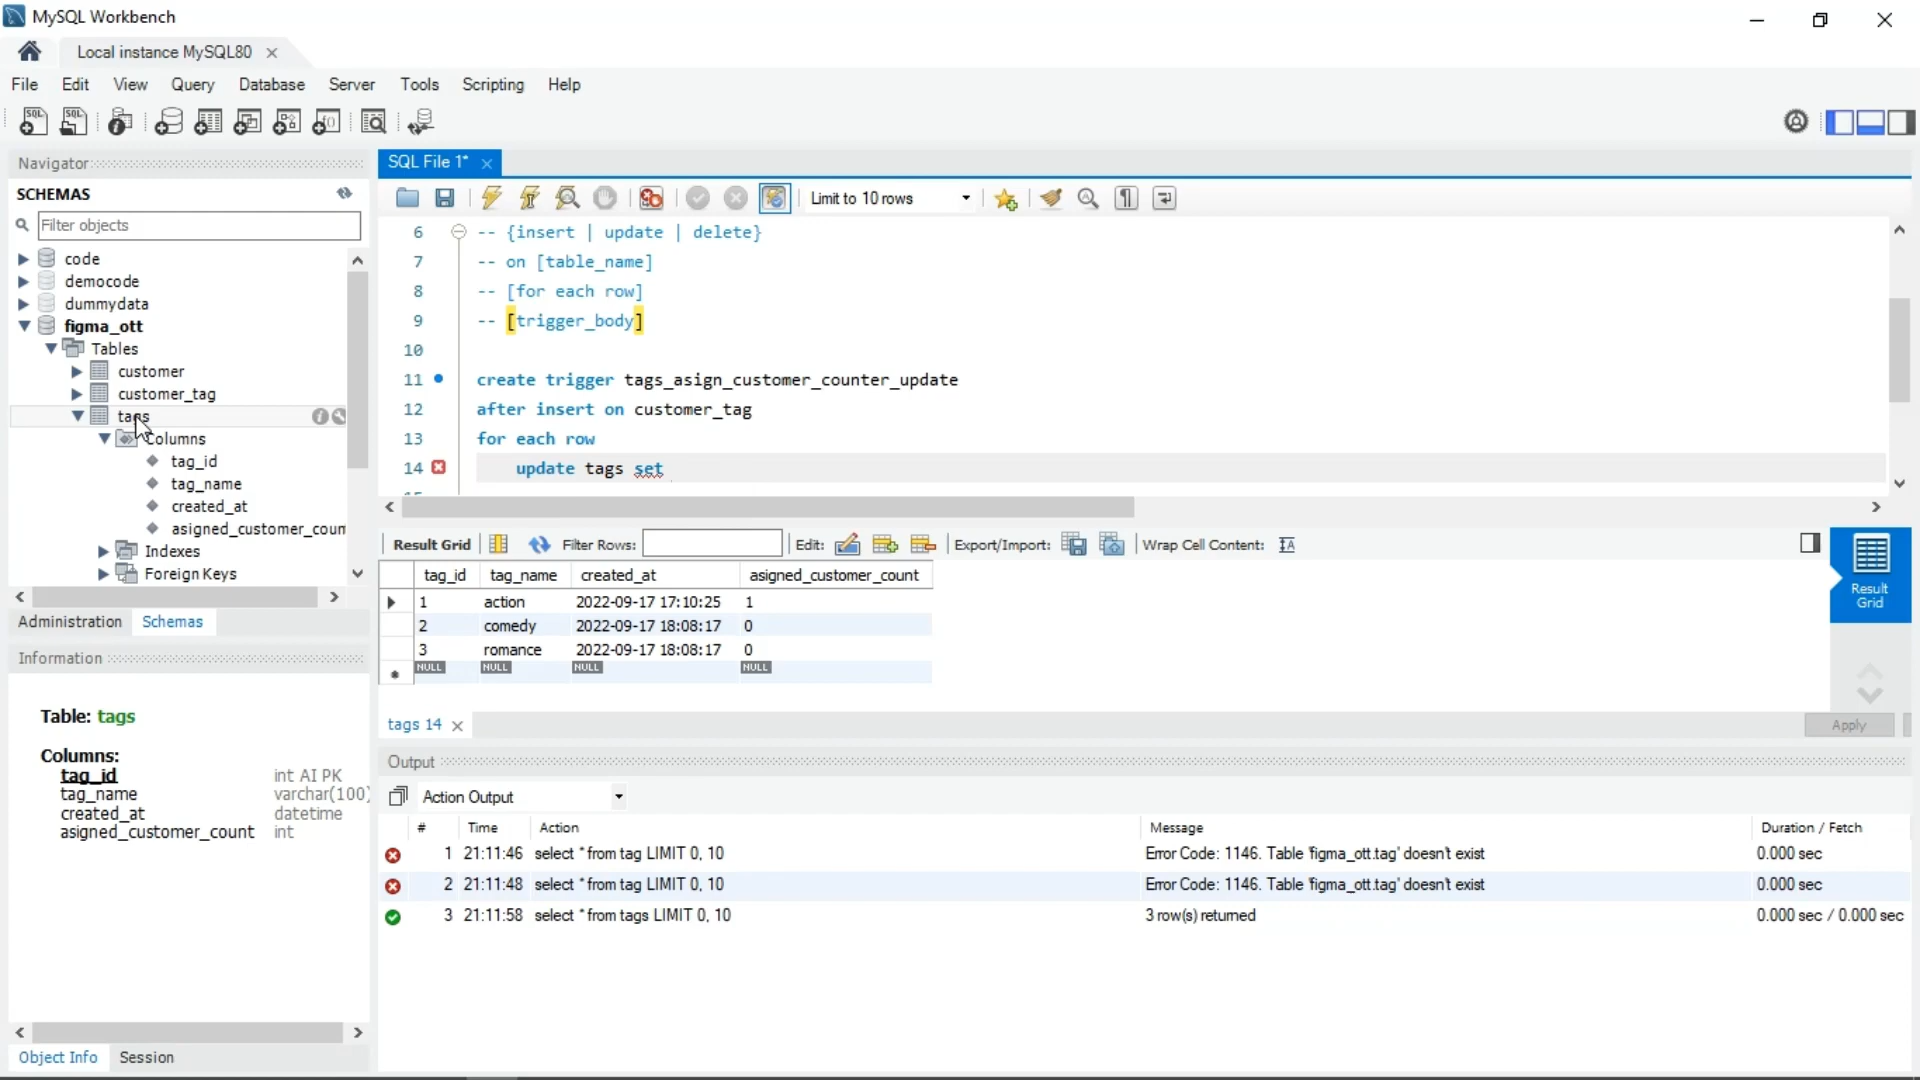 MySQL Workbench
Local instance MySQL80
File Edit View Query Database Server Tools Scripting Help
Navigator
SCHEMAS
Filter objects
code
democode
dummydata
figma_ott
Tables
customer
customer_tag
tags
Columns
tag_id
tag_name
created_at
asigned_customer_coun
Indexes
Foreign Keys
Administration Schemas
Information
Table: tags
Columns:
tag_id int AI PK
tag_name varchar(100)
created_at datetime
asigned_customer_count int
Object Info Session
SQL File 1*
Limit to 10 rows
6 -- {insert | update | delete}
7 -- on [table_name]
8 -- [for each row]
9 -- [trigger_body]
10
11 create trigger tags_asign_customer_counter_update
12 after insert on customer_tag
13 for each row
14 update tags set
Result Grid Filter Rows: Edit: Export/Import: Wrap Cell Content:
tag_id tag_name created_at asigned_customer_count
1 action 2022-09-17 17:10:25 1
2 comedy 2022-09-17 18:08:17 0
3 romance 2022-09-17 18:08:17 0
NULL NULL NULL NULL
Result
Grid
tags 14
Apply
Output
Action Output
# Time Action Message Duration / Fetch
1 21:11:46 select * from tag LIMIT 0, 10 Error Code: 1146. Table 'figma_ott.tag' doesn't exist 0.000 sec
2 21:11:48 select * from tag LIMIT 0, 10 Error Code: 1146. Table 'figma_ott.tag' doesn't exist 0.000 sec
3 21:11:58 select * from tags LIMIT 0, 10 3 row(s) returned 0.000 sec / 0.000 sec